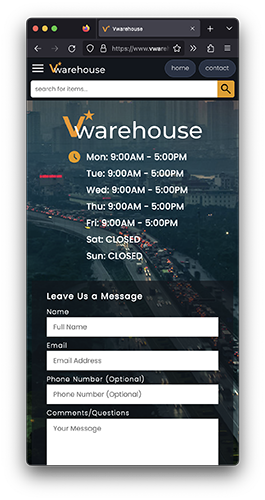 Vwarehouse
https://www.vwareh
Vwarehouse
home
contact
search for items...
Vwarehouse
Mon: 9:00AM - 5:00PM
Tue: 9:00AM - 5:00PM
Wed: 9:00AM - 5:00PM
Thu: 9:00AM - 5:00PM
Fri: 9:00AM - 5:00PM
Sat: CLOSED
Sun: CLOSED
Leave Us a Message
Name
Full Name
Email
Email Address
Phone Number (Optional)
Phone Number (Optional)
Comments/Questions
Your Message